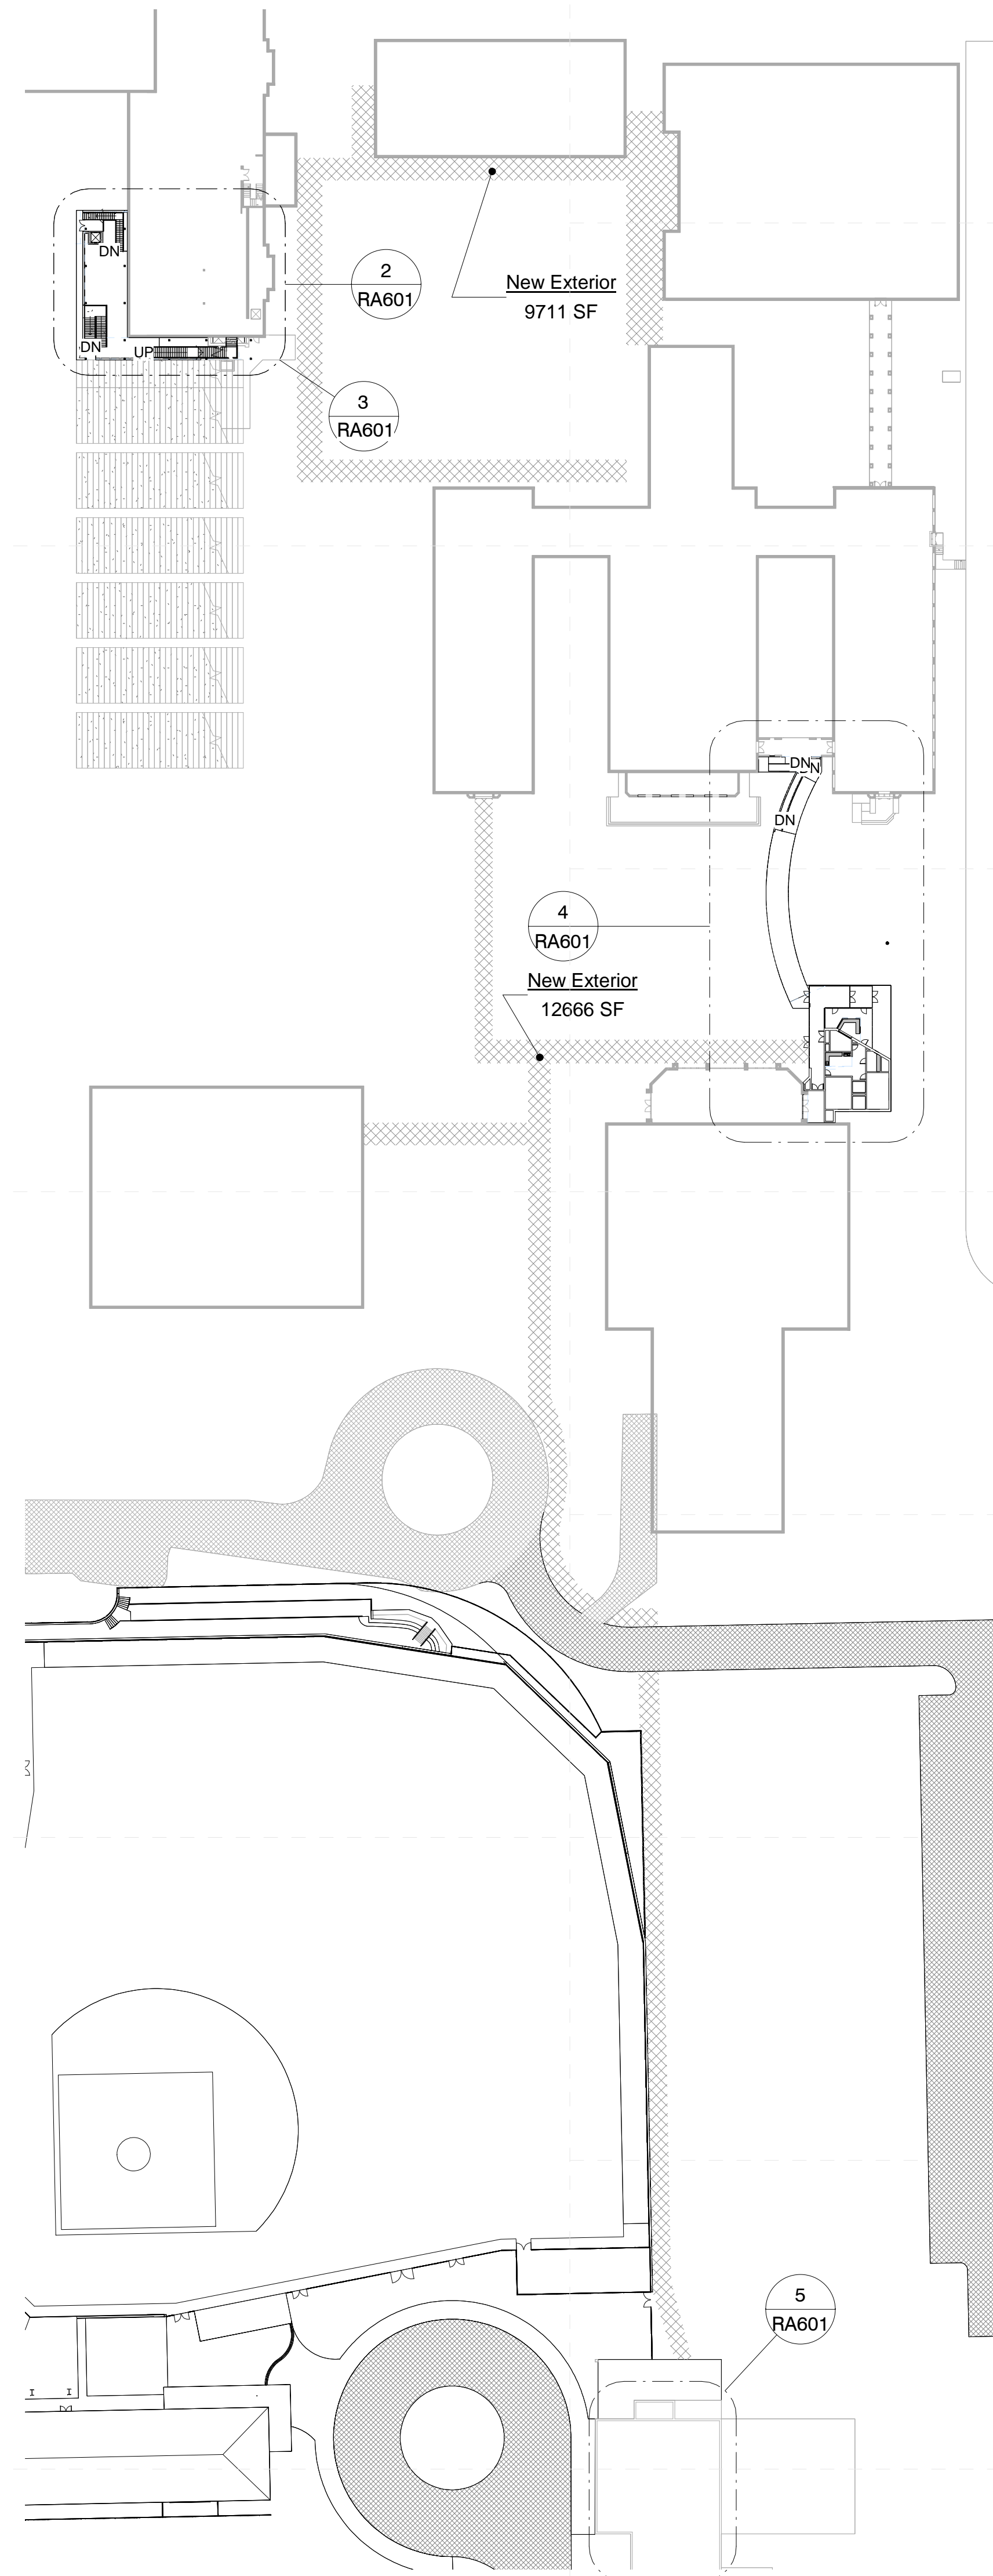 DN
2
RA601
New Exterior
9711 SF
DN
UP
3
RA601
DN
DN
4
RA601
New Exterior
12666 SF
5
RA601